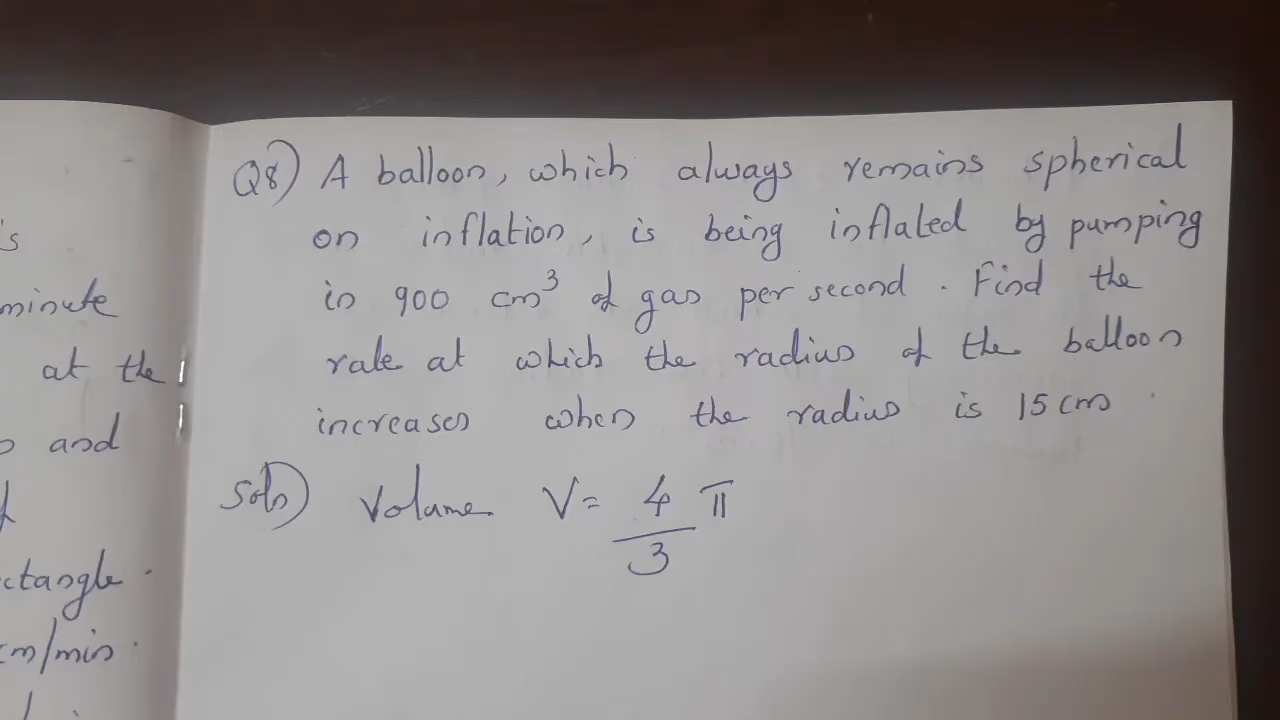 is
minute
at the
and
ctangle.
cm/min.
Q8) A balloon, which always remains spherical
on inflation, is being inflated by pumping
in 900 cm³ of gas per second. Find the
rate at which the radius of the balloon
increases when the radius is 15 cm.
Soln) Volume V = 4/3 π